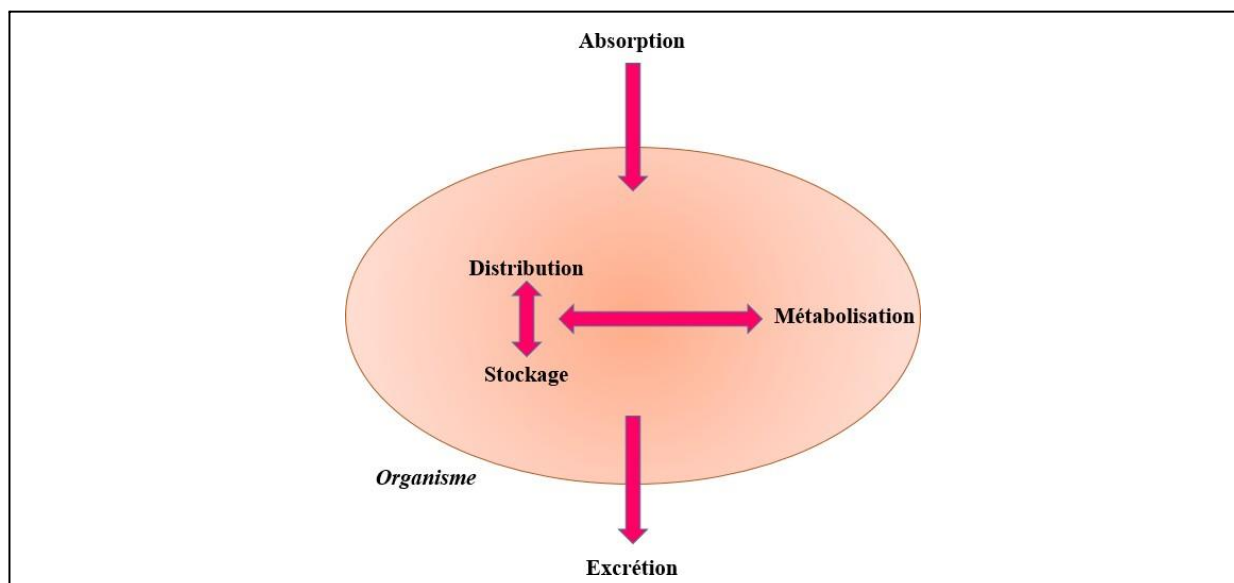 Absorption
Distribution
Métabolisation
Stockage
Organisme
Excrétion